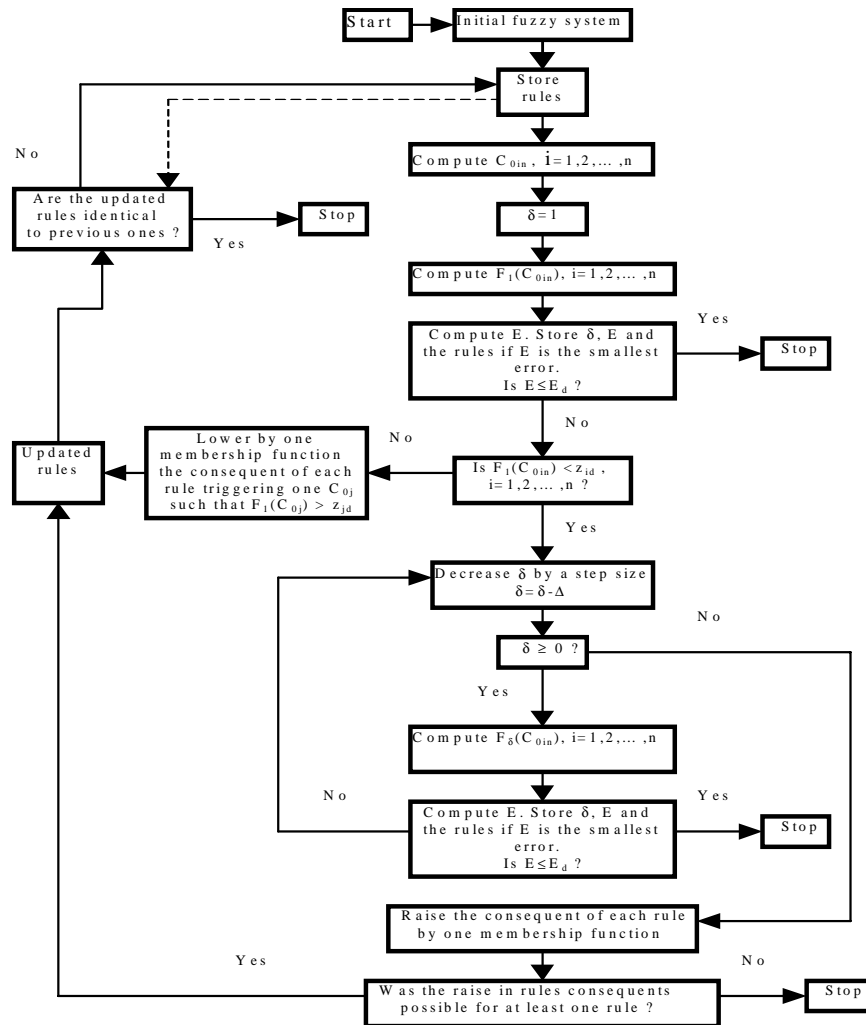 Start
Initial fuzzy system
Store
rules
No
Compute C₀ᵢₙ , i=1,2,...,n
Are the updated
rules identical
to previous ones ?
Yes
Stop
δ=1
Compute F₁(C₀ᵢₙ), i=1,2,...,n
Compute E. Store δ, E and
the rules if E is the smallest
error.
Is E≤E_d ?
Yes
Stop
No
Updated
rules
Lower by one
membership function
the consequent of each
rule triggering one C₀ⱼ
such that F₁(C₀ⱼ) > z_jd
No
Is F₁(C₀ᵢₙ) <z_id ,
i=1,2,...,n ?
Yes
Decrease δ by a step size
δ=δ-Δ
No
δ ≥ 0 ?
Yes
Compute F_δ(C₀ᵢₙ), i=1,2,...,n
No
Compute E. Store δ, E and
the rules if E is the smallest
error.
Is E≤E_d ?
Yes
Stop
Raise the consequent of each rule
by one membership function
Yes
Was the raise in rules consequents
possible for at least one rule ?
No
Stop